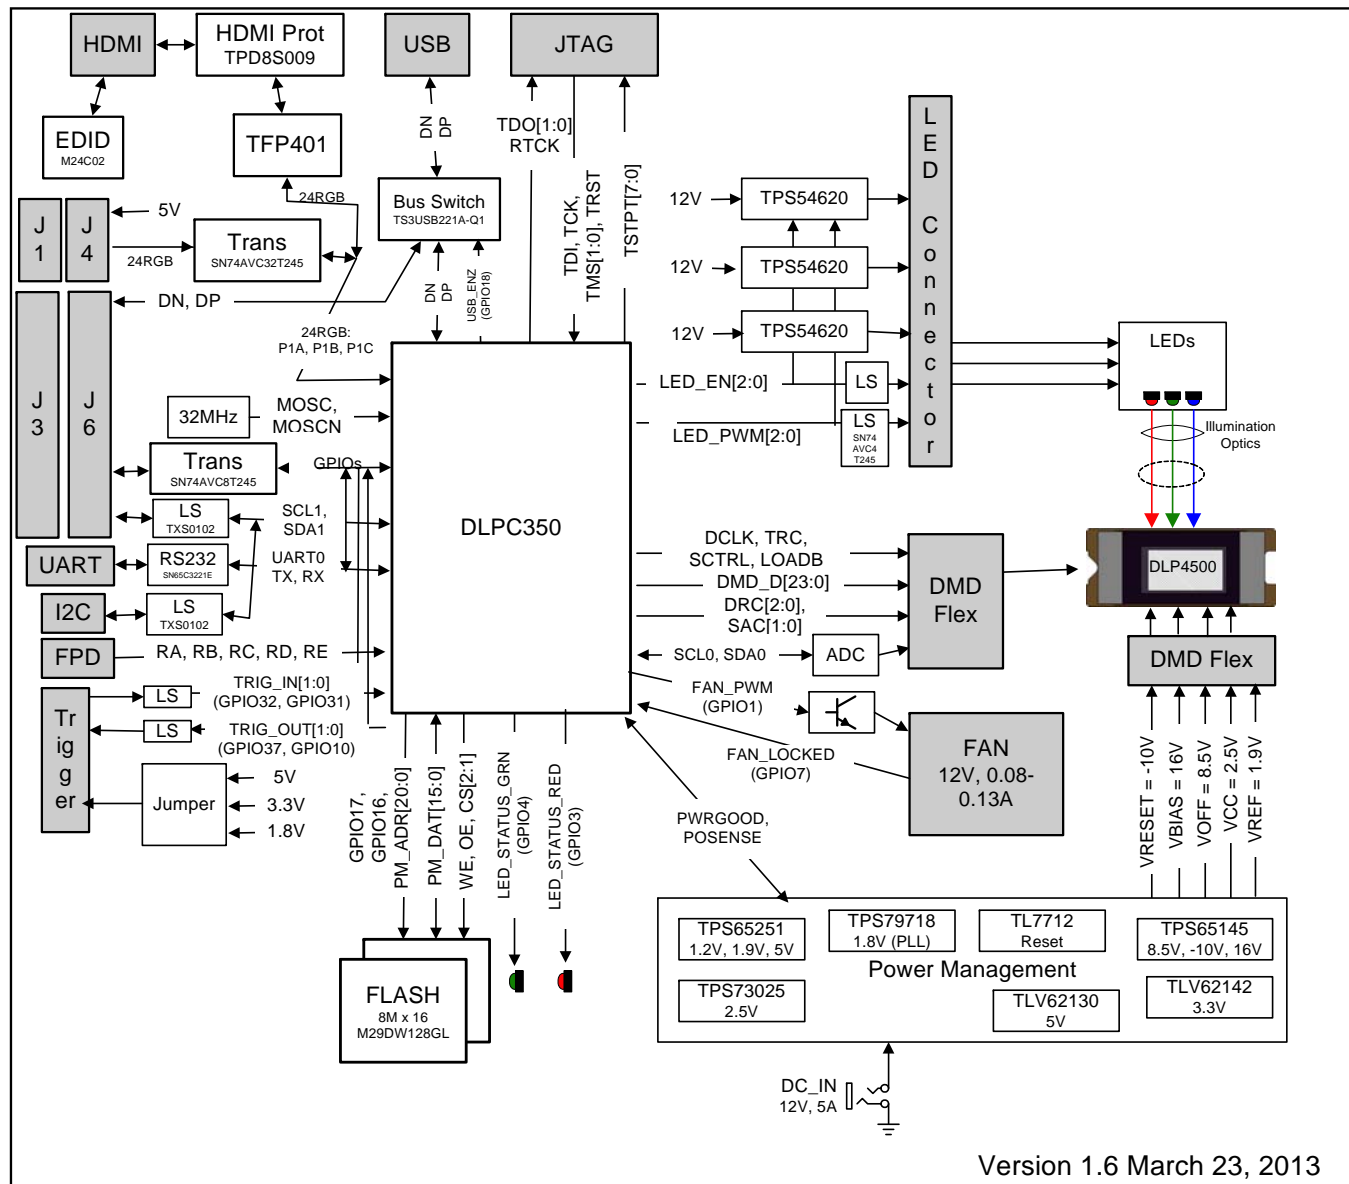 HDMI
HDMI Prot
TPD8S009
USB
JTAG
EDID
M24C02
TFP401
DN
DP
TDO[1:0]
RTCK
TDI, TCK,
TMS[1:0], TRST
TSTPT[7:0]
LED Connector
24RGB
Bus Switch
TS3USB221A-Q1
12V
TPS54620
J1
J4
5V
24RGB
Trans
SN74AVC32T245
12V
TPS54620
DN, DP
DN
DP
USB_ENZ
(GPIO18)
12V
TPS54620
24RGB:
P1A, P1B, P1C
LEDs
LED_EN[2:0]
LS
J3
J6
32MHz
MOSC,
MOSCN
LED_PWM[2:0]
LS
SN74
AVC4
T245
Illumination
Optics
Trans
SN74AVC8T245
GPIOs
LS
TXS0102
SCL1,
SDA1
DLPC350
DCLK, TRC,
SCTRL, LOADB
DMD_D[23:0]
DRC[2:0],
SAC[1:0]
DMD
Flex
DLP4500
UART
RS232
SN65C3221E
UART0
TX, RX
I2C
LS
TXS0102
FPD
RA, RB, RC, RD, RE
SCL0, SDA0
ADC
DMD Flex
Trigger
LS
TRIG_IN[1:0]
(GPIO32, GPIO31)
LS
TRIG_OUT[1:0]
(GPIO37, GPIO10)
FAN_PWM
(GPIO1)
FAN_LOCKED
(GPIO7)
FAN
12V, 0.08-
0.13A
VRESET = -10V
VBIAS = 16V
VOFF = 8.5V
VCC = 2.5V
VREF = 1.9V
Jumper
5V
3.3V
1.8V
GPIO17,
GPIO16,
PM_ADR[20:0]
PM_DAT[15:0]
WE, OE, CS[2:1]
LED_STATUS_GRN
(GPIO4)
LED_STATUS_RED
(GPIO3)
PWRGOOD,
POSENSE
TPS65251
1.2V, 1.9V, 5V
TPS79718
1.8V (PLL)
TL7712
Reset
TPS65145
8.5V, -10V, 16V
Power Management
TPS73025
2.5V
TLV62130
5V
TLV62142
3.3V
FLASH
8M x 16
M29DW128GL
DC_IN
12V, 5A
Version 1.6 March 23, 2013